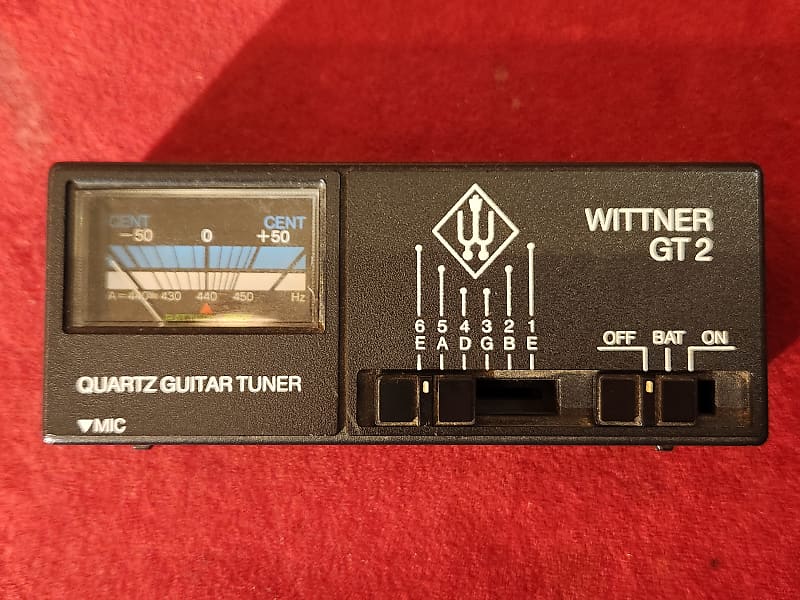 CENT CENT
−50 0 +50
A=440 430 440 450 Hz
QUARTZ GUITAR TUNER
▼MIC
6 5 4 3 2 1
E A D G B E
WITTNER
GT 2
OFF BAT ON